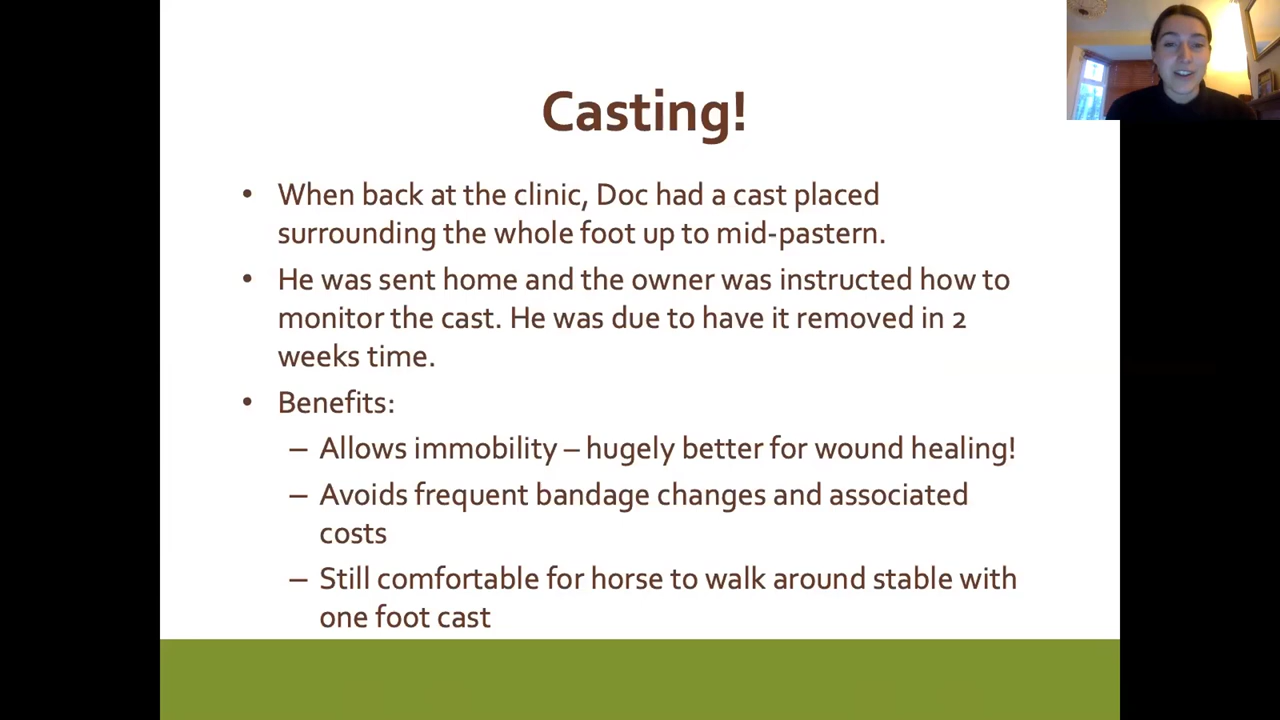 Casting!
• When back at the clinic, Doc had a cast placed
surrounding the whole foot up to mid-pastern.
• He was sent home and the owner was instructed how to
monitor the cast. He was due to have it removed in 2
weeks time.
• Benefits:
– Allows immobility – hugely better for wound healing!
– Avoids frequent bandage changes and associated
costs
– Still comfortable for horse to walk around stable with
one foot cast